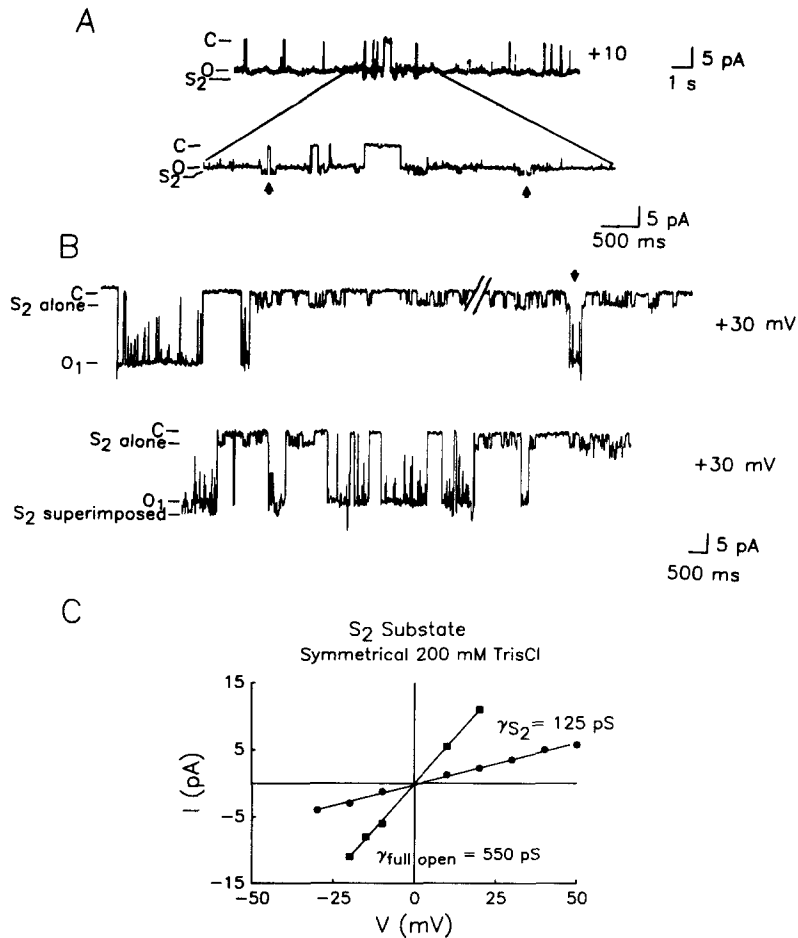 A
C
O
S2
+10
5 pA
1 s
C
O
S2
5 pA
500 ms
B
C
S2 alone
O1
+30 mV
C
S2 alone
O1
S2 superimposed
+30 mV
5 pA
500 ms
C
S2 Substate
Symmetrical 200 mM TrisCl
15
5
-5
-15
I (pA)
γS2 = 125 pS
γfull open = 550 pS
-50
-25
0
25
50
V (mV)